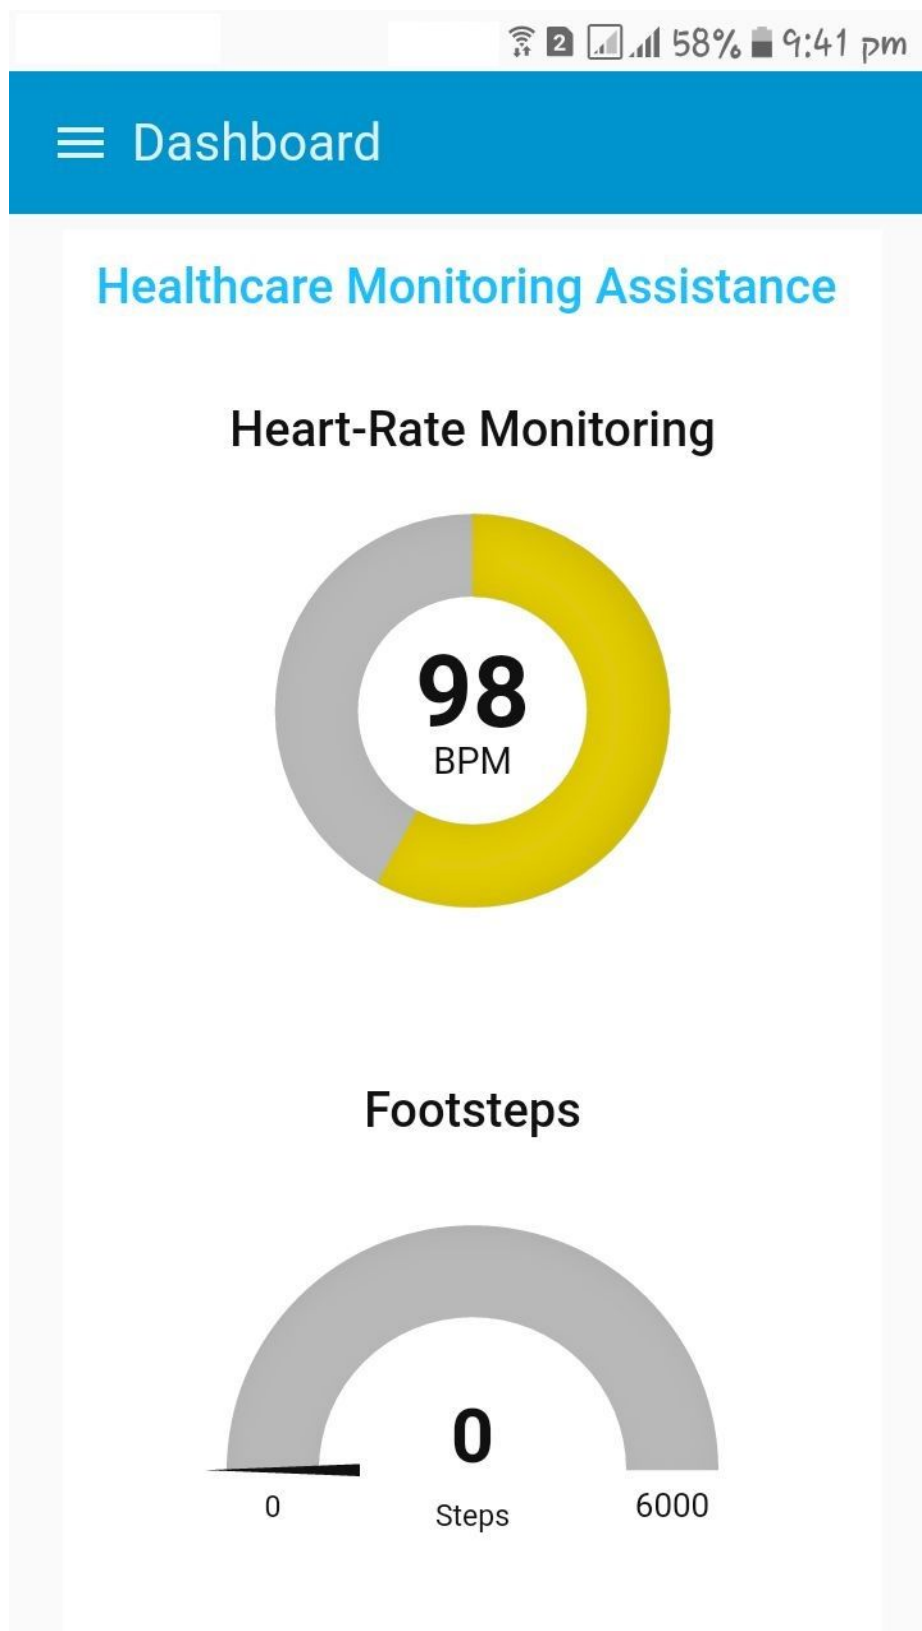 2 58% 9:41 pm
Dashboard
Healthcare Monitoring Assistance
Heart-Rate Monitoring
98
BPM
Footsteps
0
0 Steps 6000